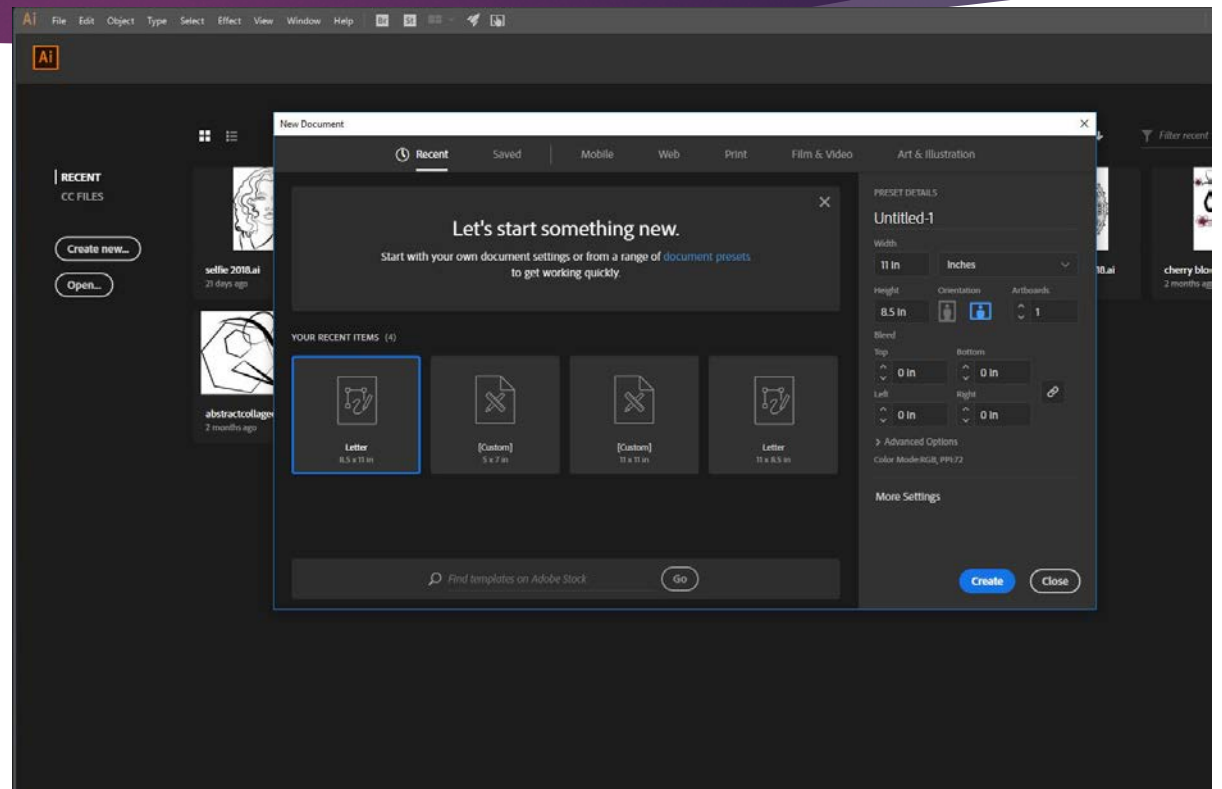 Ai File Edit Object Type Select Effect View Window Help Br St
Ai
New Document
Filter recent
Recent Saved Mobile Web Print Film & Video Art & Illustration
RECENT
CC FILES
Create new...
Open...
selfie 2018.ai
21 days ago
abstractcollage
2 months ago
18.ai
cherry blo
2 months ag
Let's start something new.
Start with your own document settings or from a range of document presets
to get working quickly.
YOUR RECENT ITEMS (4)
Letter
8.5 x 11 in
[Custom]
5 x 7 in
[Custom]
11 x 11 in
Letter
11 x 8.5 in
Find templates on Adobe Stock Go
PRESET DETAILS
Untitled-1
Width
11 in Inches
Height Orientation Artboards
8.5 in 1
Bleed
Top Bottom
0 in 0 in
Left Right
0 in 0 in
> Advanced Options
Color Mode:RGB, PPI:72
More Settings
Create Close